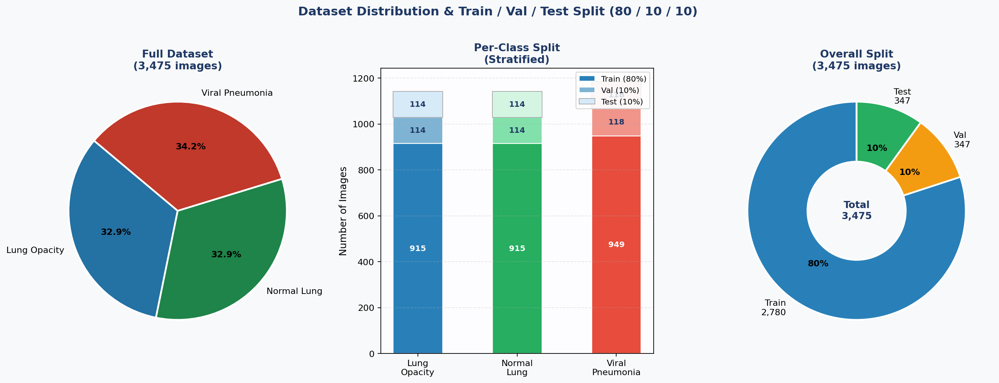 Dataset Distribution & Train / Val / Test Split (80 / 10 / 10)
Full Dataset
(3,475 images)
Viral Pneumonia
34.2%
32.9%
Lung Opacity
32.9%
Normal Lung
Per-Class Split
(Stratified)
Number of Images
1200
1000
800
600
400
200
0
Train (80%)
Val (10%)
Test (10%)
114
114
118
114
114
118
915
915
949
Lung
Opacity
Normal
Lung
Viral
Pneumonia
Overall Split
(3,475 images)
Test
347
Val
347
10%
10%
Total
3,475
80%
Train
2,780